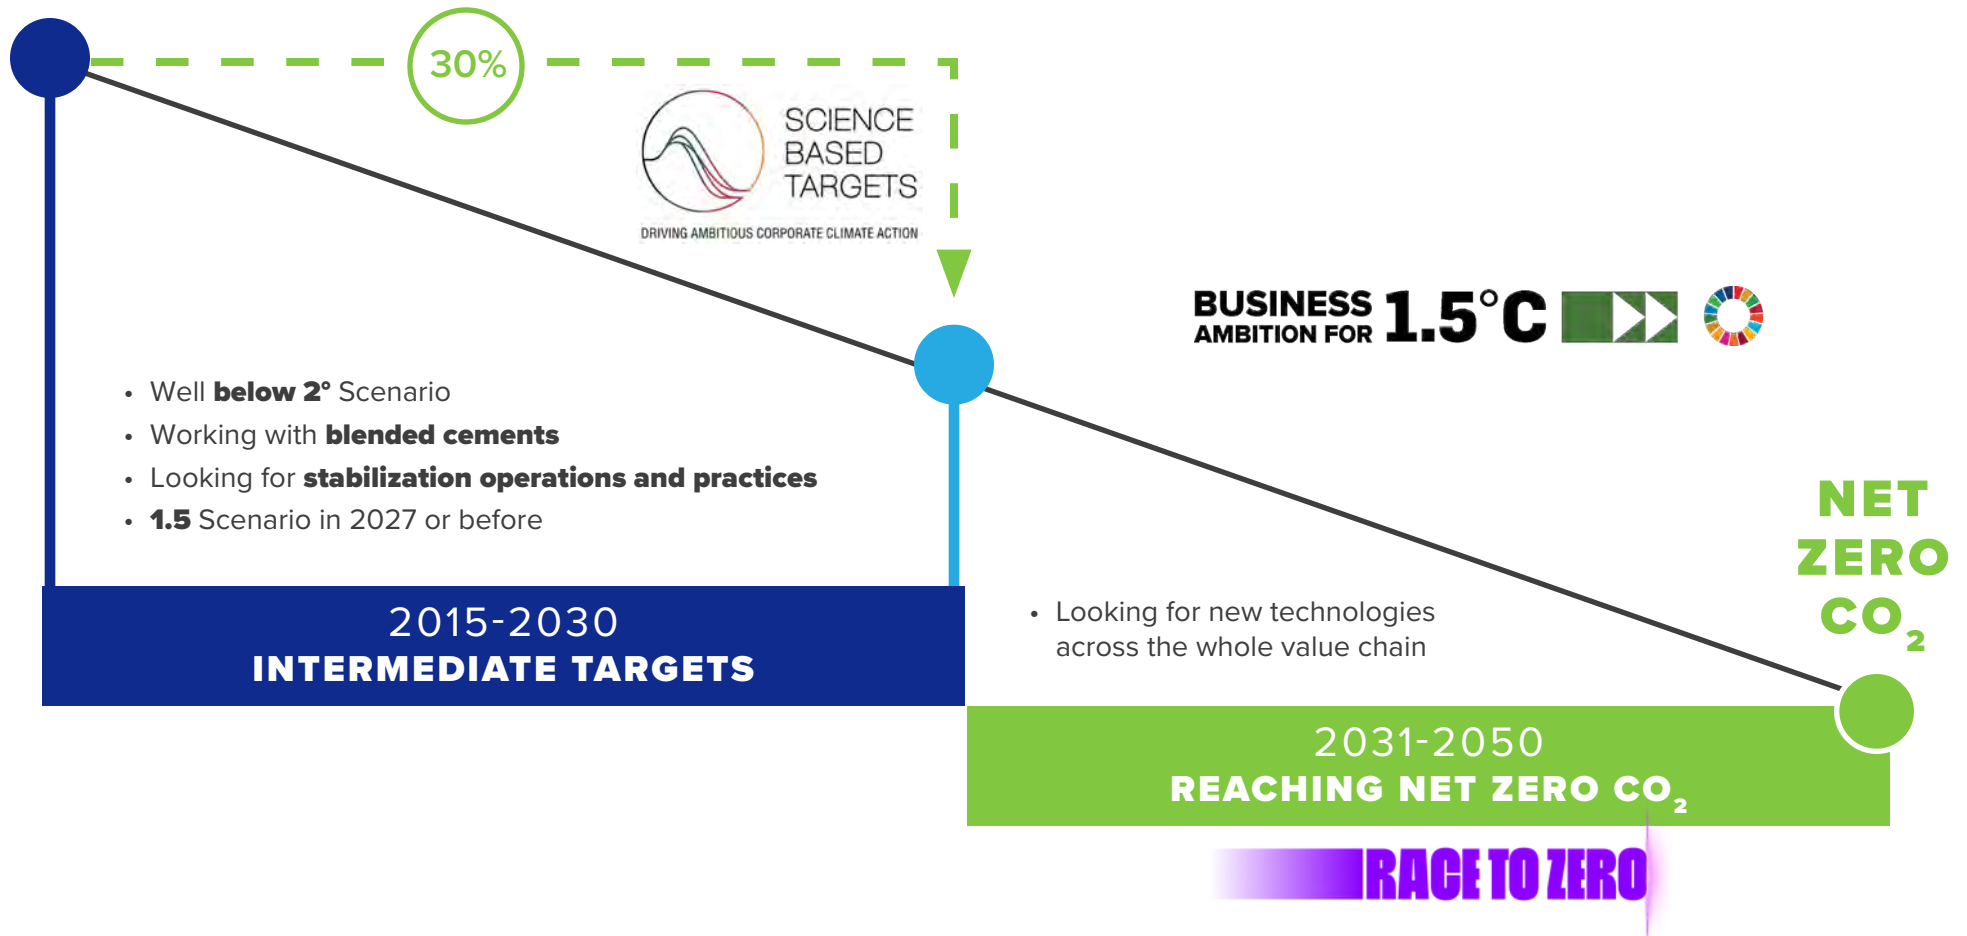 30%
SCIENCE
BASED
TARGETS
DRIVING AMBITIOUS CORPORATE CLIMATE ACTION
BUSINESS
AMBITION FOR
1.5°C
• Well below 2° Scenario
• Working with blended cements
• Looking for stabilization operations and practices
• 1.5 Scenario in 2027 or before
NET
ZERO
CO₂
2015-2030
INTERMEDIATE TARGETS
• Looking for new technologies
across the whole value chain
2031-2050
REACHING NET ZERO CO₂
RACE TO ZERO